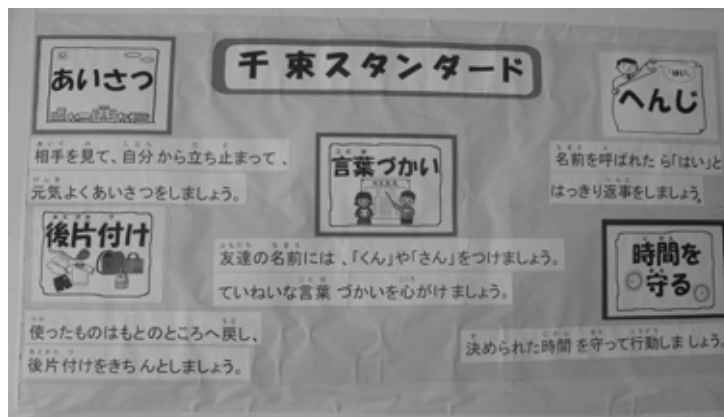 千束スタンダード
あいさつ
相手を見て、自分から立ち止まって、
元気よくあいさつをしましょう。
言葉づかい
友達の名前には、「くん」や「さん」をつけましょう。
ていねいな言葉づかいを心がけましょう。
「はい」
へんじ
名前を呼ばれたら「はい」と
はっきり返事をしましょう。
後片付け
使ったものはもとのところへ戻し、
後片付けをきちんとしましょう。
時間を
守る
決められた時間を守って行動しましょう。